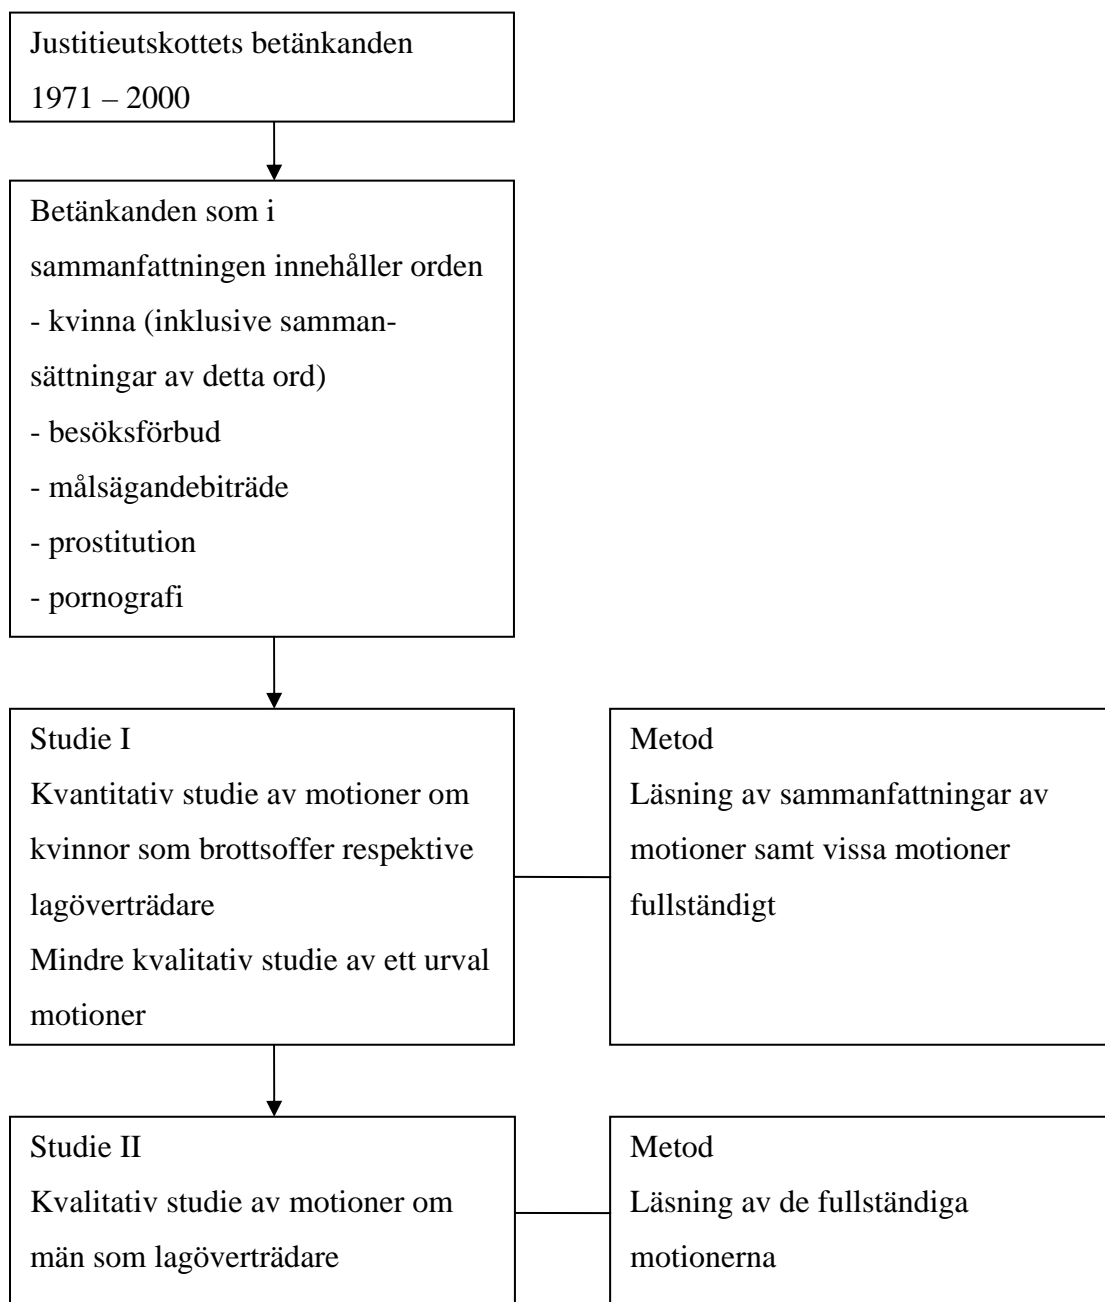 Justitieutskottets betänkanden
1971 – 2000
Betänkanden som i
sammanfattningen innehåller orden
- kvinna (inklusive samman-
sättningar av detta ord)
- besöksförbud
- målsägandebiträde
- prostitution
- pornografi
Studie I
Kvantitativ studie av motioner om
kvinnor som brottsoffer respektive
lagöverträdare
Mindre kvalitativ studie av ett urval
motioner
Metod
Läsning av sammanfattningar av
motioner samt vissa motioner
fullständigt
Studie II
Kvalitativ studie av motioner om
män som lagöverträdare
Metod
Läsning av de fullständiga
motionerna